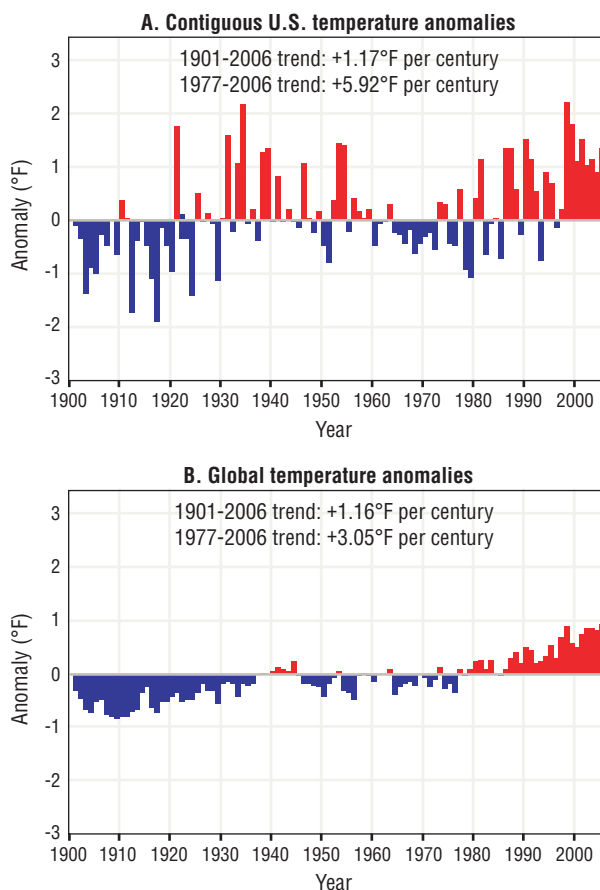 A. Contiguous U.S. temperature anomalies
1901-2006 trend: +1.17°F per century
1977-2006 trend: +5.92°F per century
3
2
1
0
-1
-2
-3
Anomaly (°F)
1900 1910 1920 1930 1940 1950 1960 1970 1980 1990 2000
Year
B. Global temperature anomalies
1901-2006 trend: +1.16°F per century
1977-2006 trend: +3.05°F per century
3
2
1
0
-1
-2
-3
Anomaly (°F)
1900 1910 1920 1930 1940 1950 1960 1970 1980 1990 2000
Year